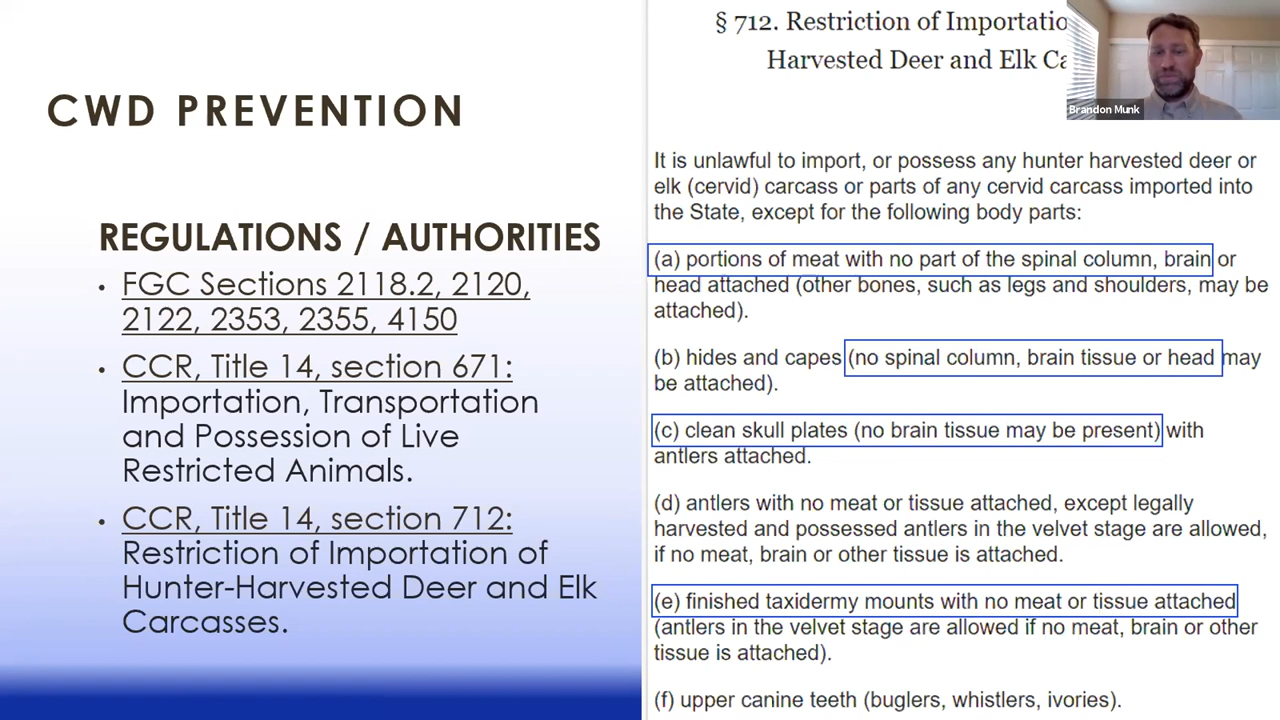 CWD PREVENTION
REGULATIONS / AUTHORITIES
• FGC Sections 2118.2, 2120,
2122, 2353, 2355, 4150
• CCR, Title 14, section 671:
Importation, Transportation
and Possession of Live
Restricted Animals.
• CCR, Title 14, section 712:
Restriction of Importation of
Hunter-Harvested Deer and Elk
Carcasses.
§ 712. Restriction of Importatio
Harvested Deer and Elk Ca
Brandon Munk
It is unlawful to import, or possess any hunter harvested deer or
elk (cervid) carcass or parts of any cervid carcass imported into
the State, except for the following body parts:
(a) portions of meat with no part of the spinal column, brain or
head attached (other bones, such as legs and shoulders, may be
attached).
(b) hides and capes (no spinal column, brain tissue or head may
be attached).
(c) clean skull plates (no brain tissue may be present) with
antlers attached.
(d) antlers with no meat or tissue attached, except legally
harvested and possessed antlers in the velvet stage are allowed,
if no meat, brain or other tissue is attached.
(e) finished taxidermy mounts with no meat or tissue attached
(antlers in the velvet stage are allowed if no meat, brain or other
tissue is attached).
(f) upper canine teeth (buglers, whistlers, ivories).